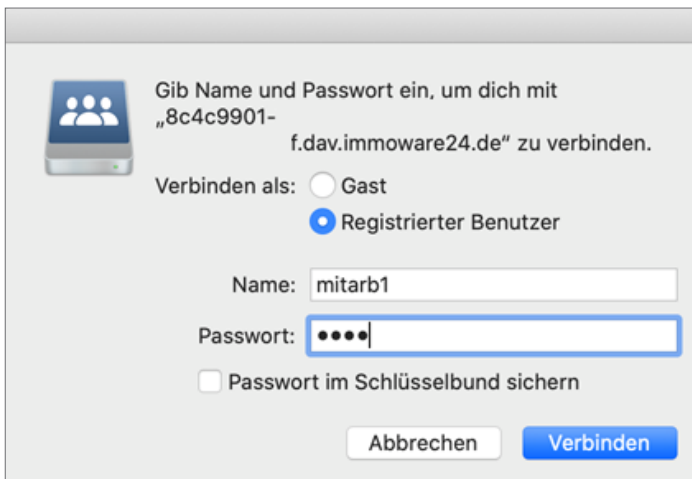 Gib Name und Passwort ein, um dich mit
„8c4c9901-
f.dav.immoware24.de“ zu verbinden.
Verbinden als: Gast
Registrierter Benutzer
Name: mitarb1
Passwort: ••••
Passwort im Schlüsselbund sichern
Abbrechen Verbinden